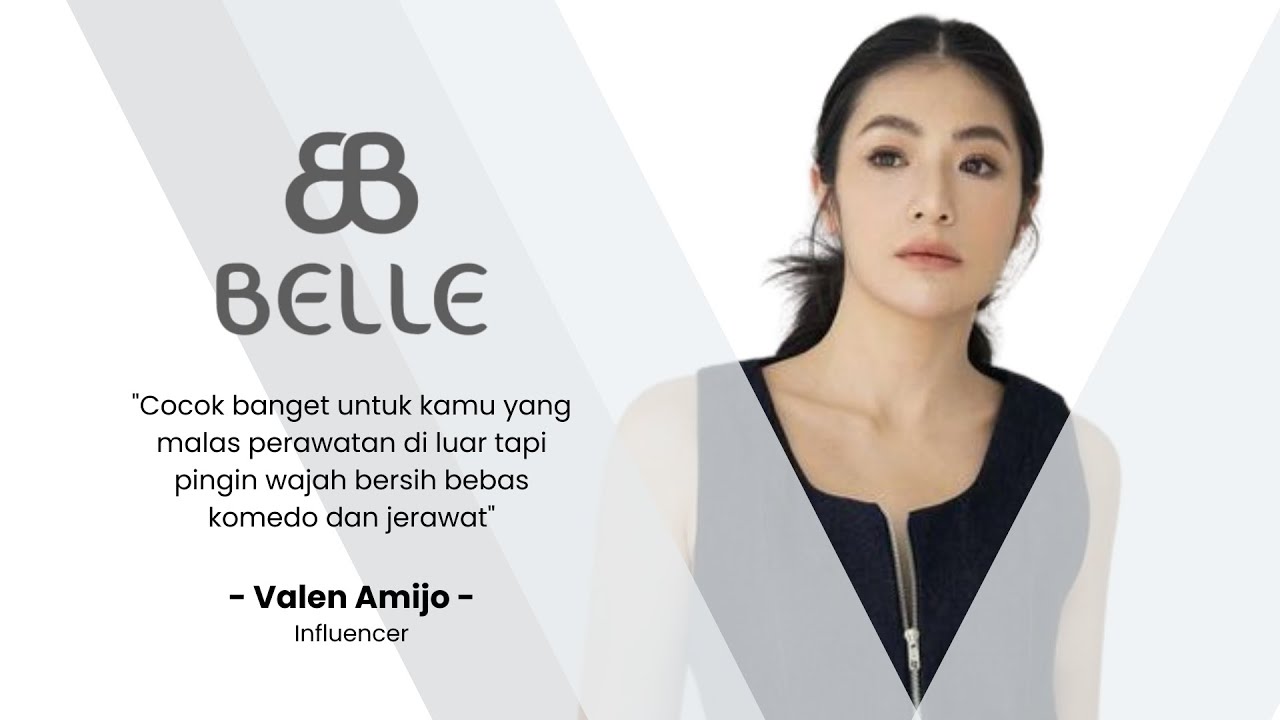 BELLE
"Cocok banget untuk kamu yang
malas perawatan di luar tapi
pingin wajah bersih bebas
komedo dan jerawat"
- Valen Amijo -
Influencer